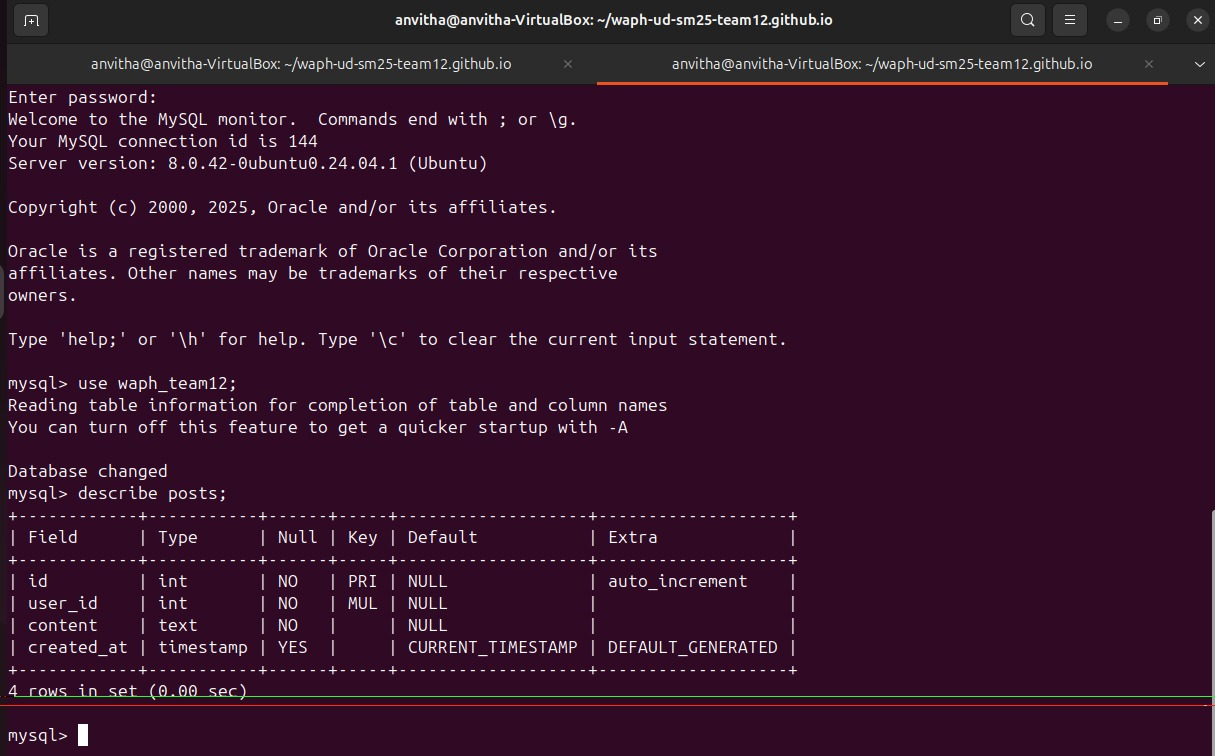 anvitha@anvitha-VirtualBox: ~/waph-ud-sm25-team12.github.io
anvitha@anvitha-VirtualBox: ~/waph-ud-sm25-team12.github.io
anvitha@anvitha-VirtualBox: ~/waph-ud-sm25-team12.github.io
Enter password:
Welcome to the MySQL monitor.  Commands end with ; or \g.
Your MySQL connection id is 144
Server version: 8.0.42-0ubuntu0.24.04.1 (Ubuntu)

Copyright (c) 2000, 2025, Oracle and/or its affiliates.

Oracle is a registered trademark of Oracle Corporation and/or its
affiliates. Other names may be trademarks of their respective
owners.

Type 'help;' or '\h' for help. Type '\c' to clear the current input statement.

mysql> use waph_team12;
Reading table information for completion of table and column names
You can turn off this feature to get a quicker startup with -A

Database changed
mysql> describe posts;
+------------+-----------+------+-----+-------------------+-------------------+
| Field      | Type      | Null | Key | Default           | Extra             |
+------------+-----------+------+-----+-------------------+-------------------+
| id         | int       | NO   | PRI | NULL              | auto_increment    |
| user_id    | int       | NO   | MUL | NULL              |                   |
| content    | text      | NO   |     | NULL              |                   |
| created_at | timestamp | YES  |     | CURRENT_TIMESTAMP | DEFAULT_GENERATED |
+------------+-----------+------+-----+-------------------+-------------------+
4 rows in set (0.00 sec)

mysql>